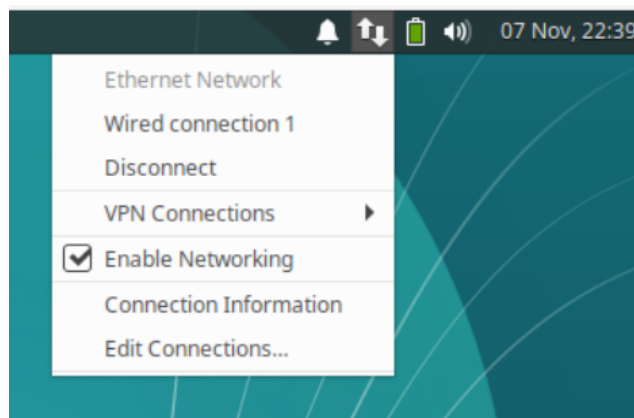 07 Nov, 22:39
Ethernet Network
Wired connection 1
Disconnect
VPN Connections
Enable Networking
Connection Information
Edit Connections...